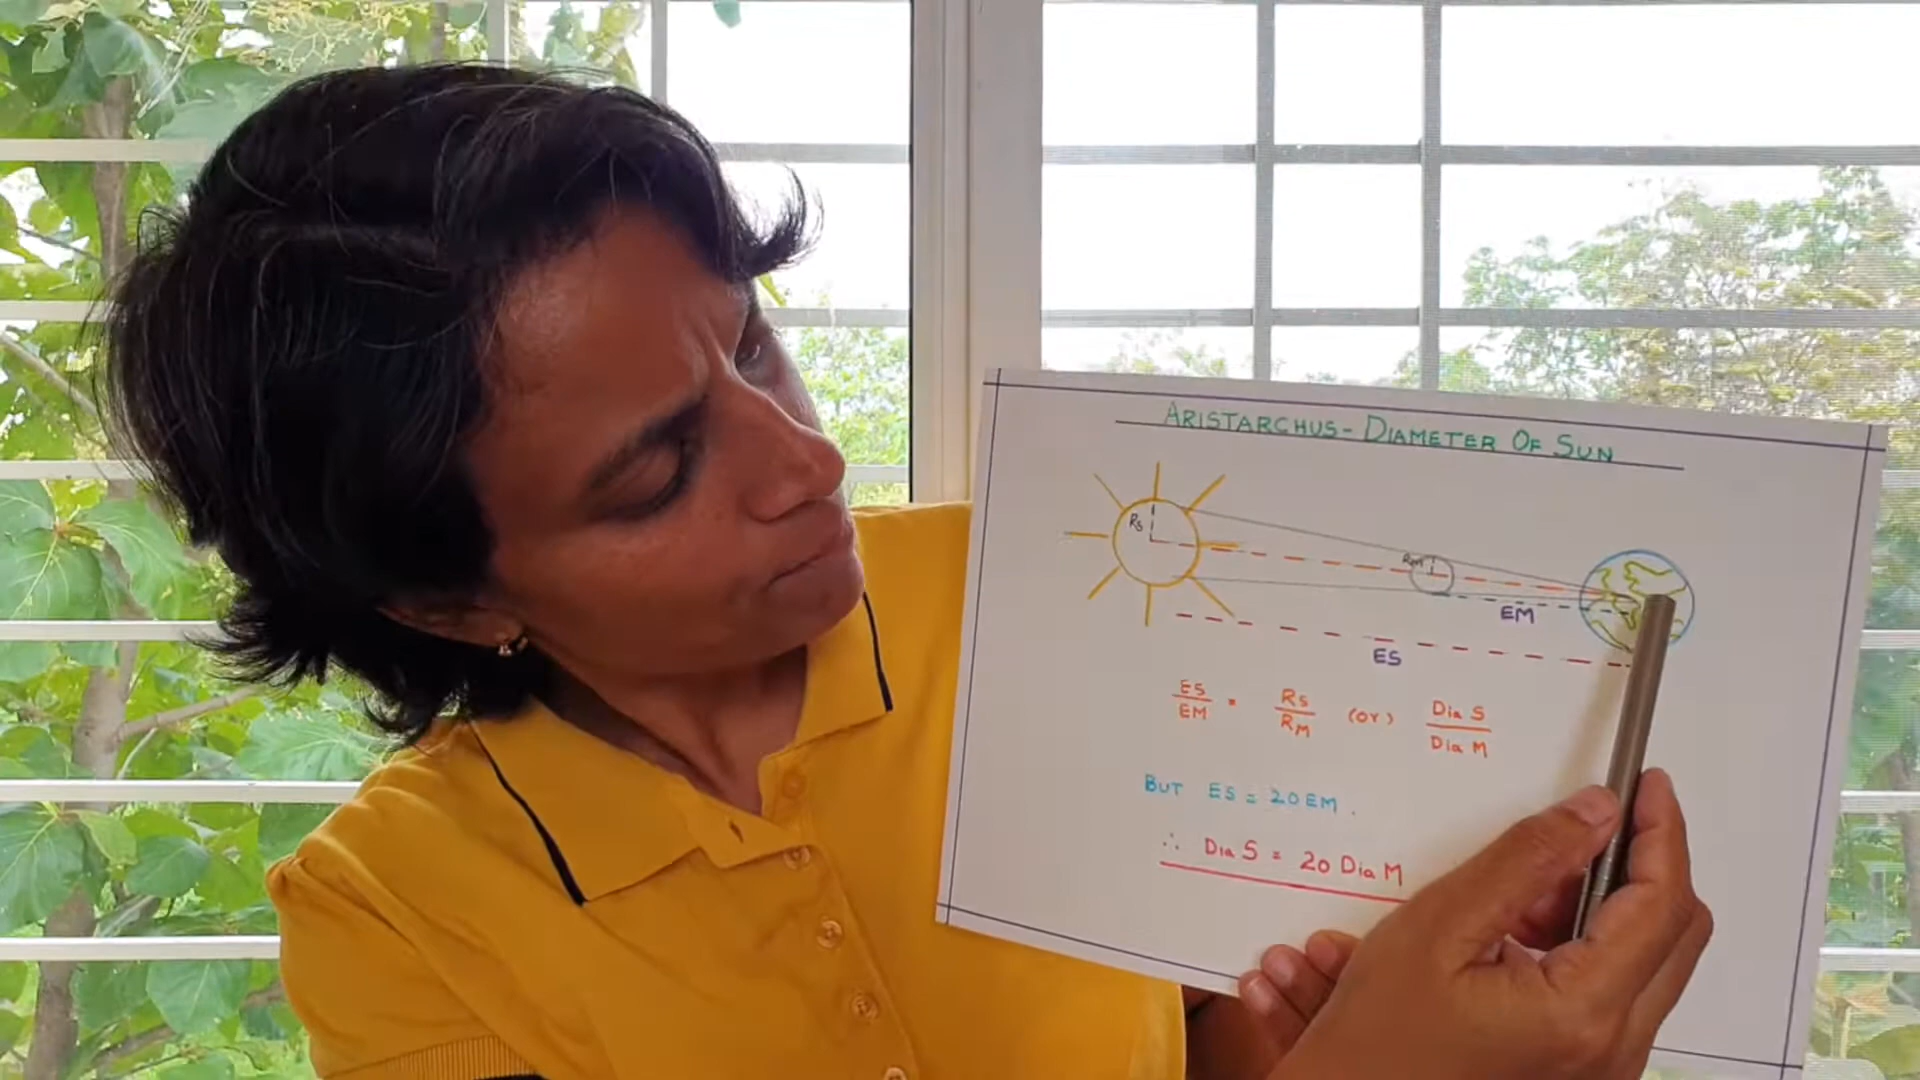 ARISTARCHUS - DIAMETER OF SUN
Rs
RM
EM
ES
ES/EM = Rs/RM (or) Dia S/Dia M
BUT ES = 20 EM.
∴ Dia S = 20 Dia M